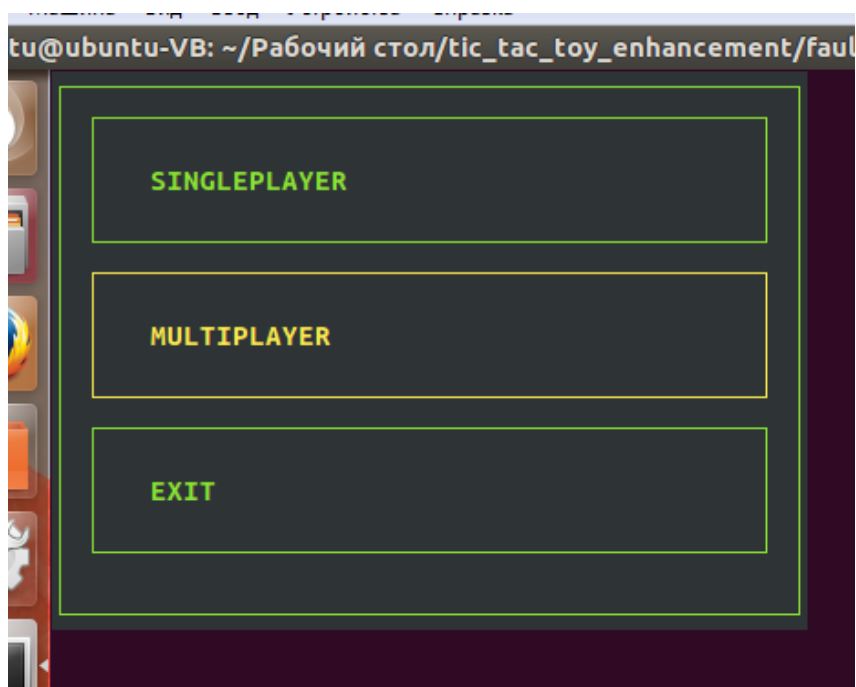 tu@ubuntu-VB: ~/Рабочий стол/tic_tac_toy_enhancement/faul
SINGLEPLAYER
MULTIPLAYER
EXIT